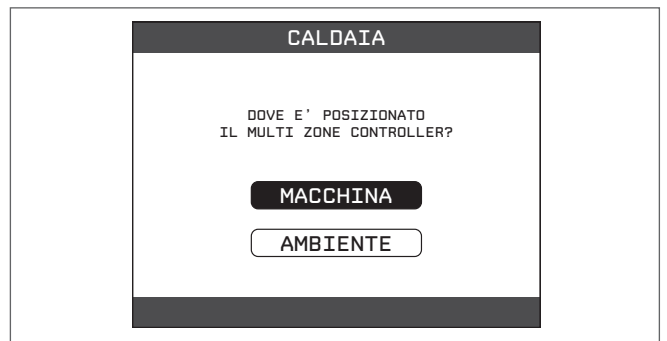 CALDAIA
DOVE E' POSIZIONATO
IL MULTI ZONE CONTROLLER?
MACCHINA
AMBIENTE